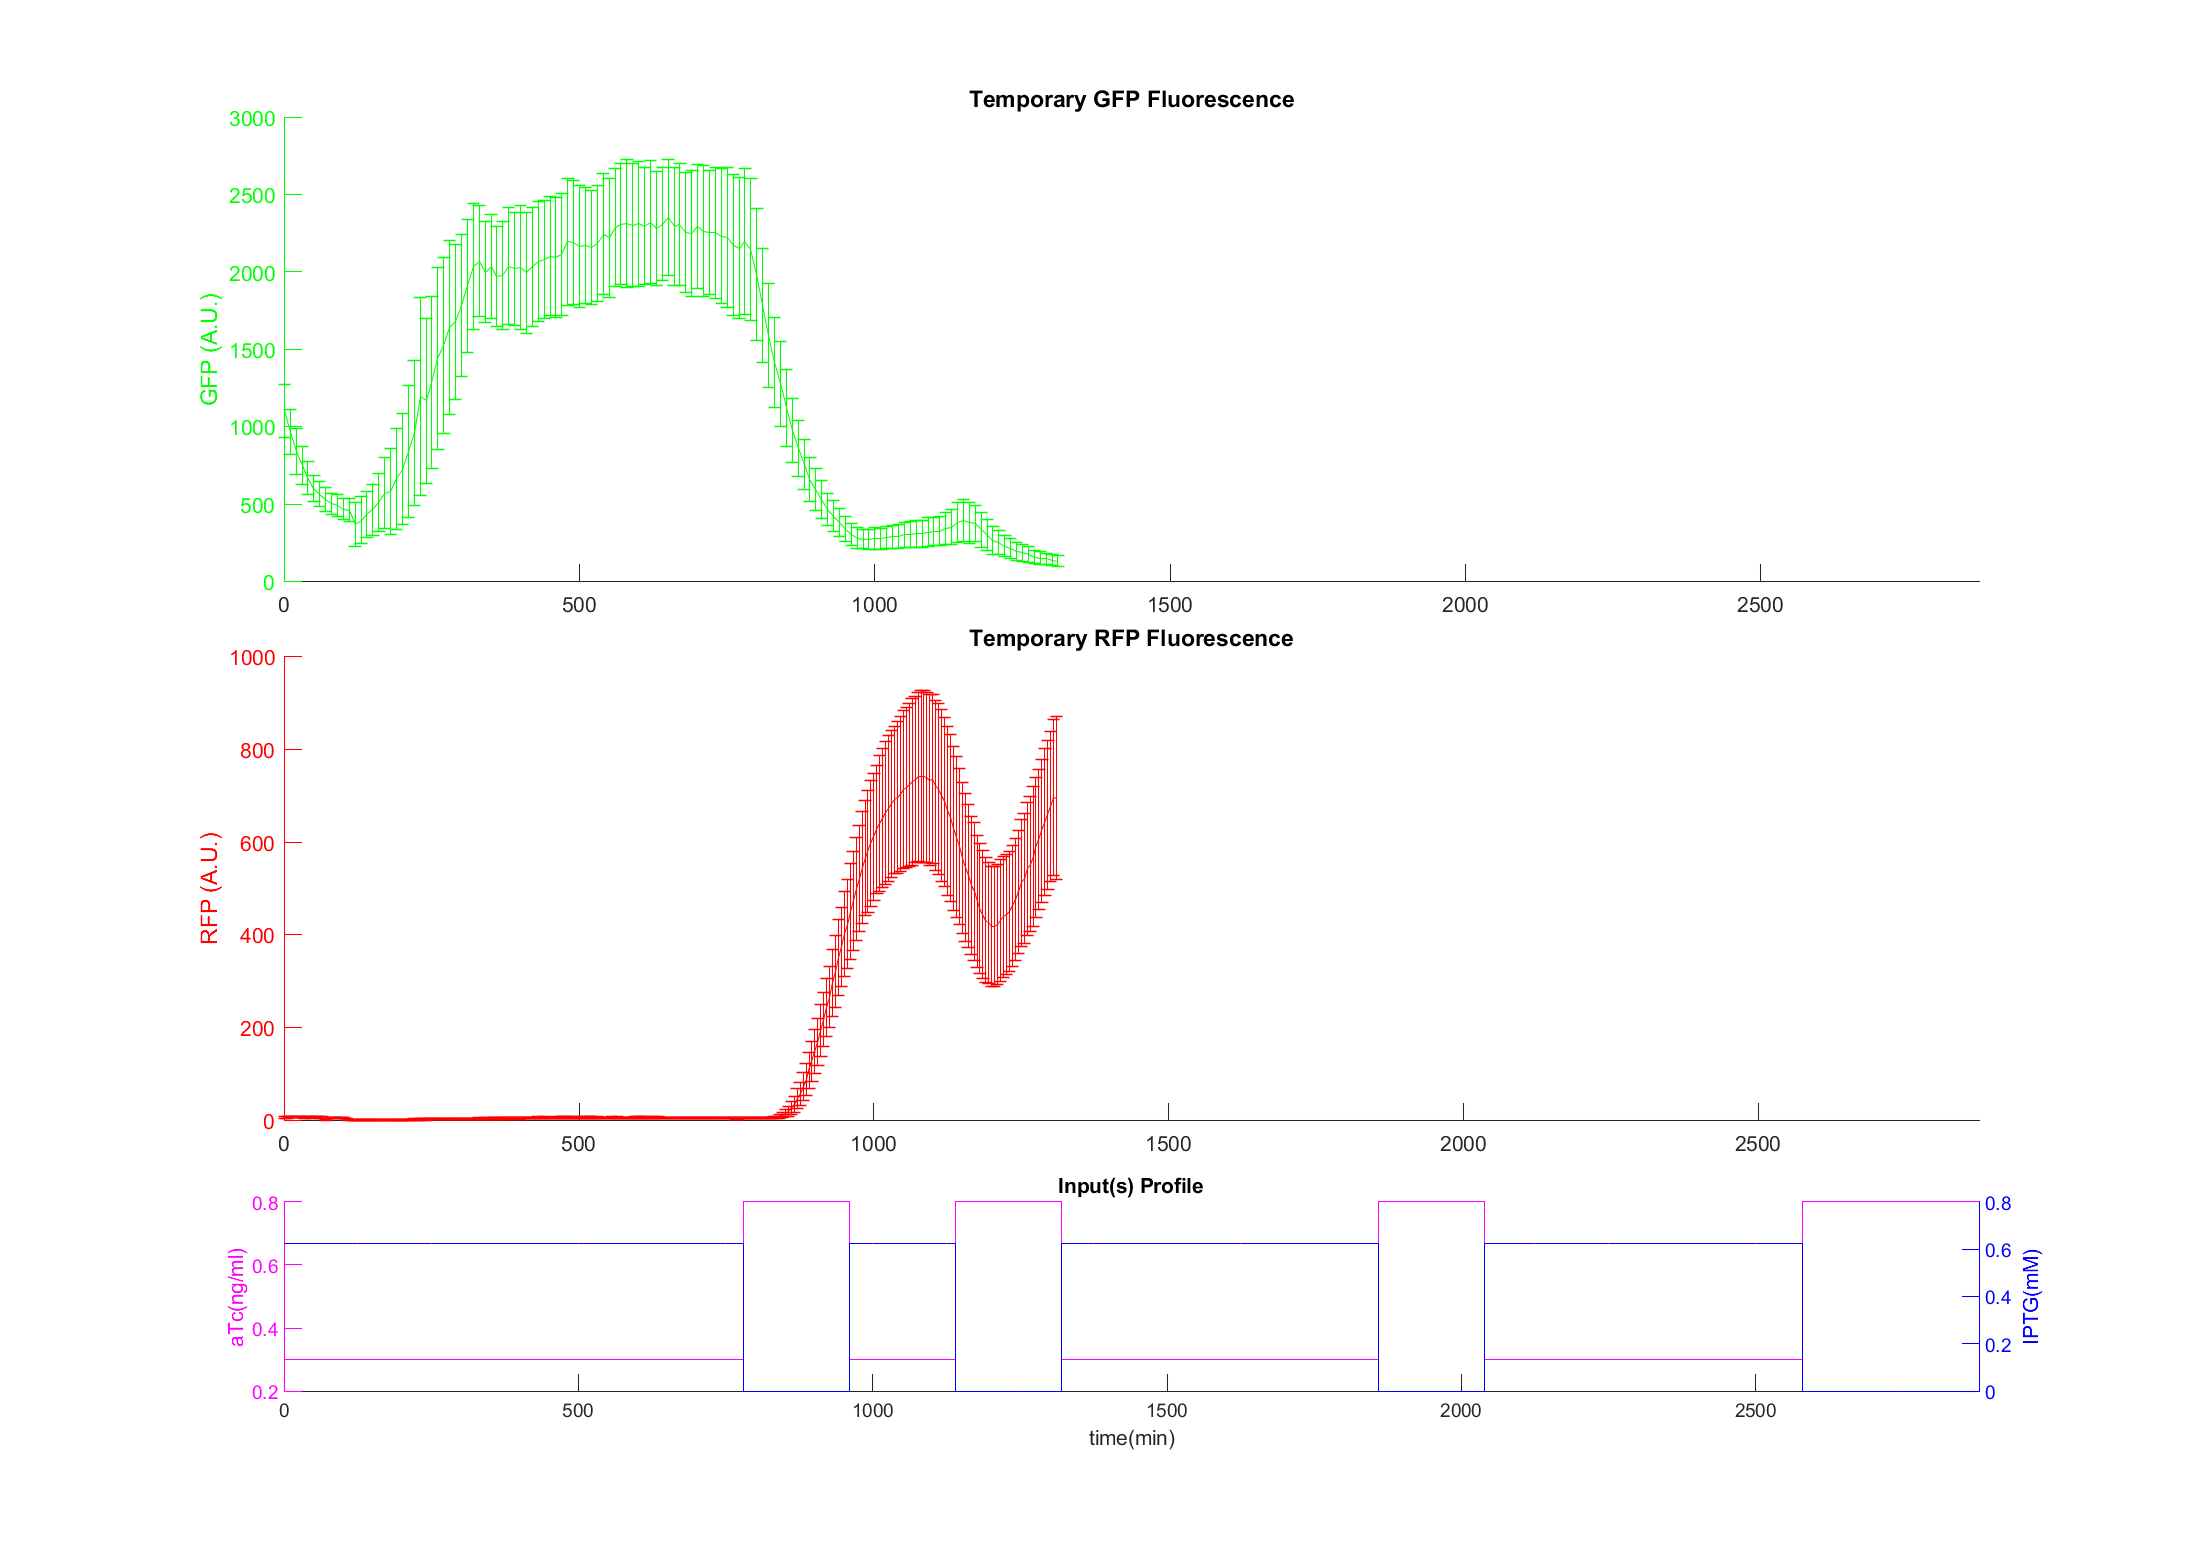 Temporary GFP Fluorescence
3000
2500
2000
1500
1000
500
0
GFP (A.U.)
0 500 1000 1500 2000 2500
Temporary RFP Fluorescence
1000
800
600
400
200
0
RFP (A.U.)
0 500 1000 1500 2000 2500
Input(s) Profile
0.8
0.6
0.4
0.2
aTc(ng/ml)
0.8
0.6
0.4
0.2
0
IPTG(mM)
0 500 1000 1500 2000 2500
time(min)